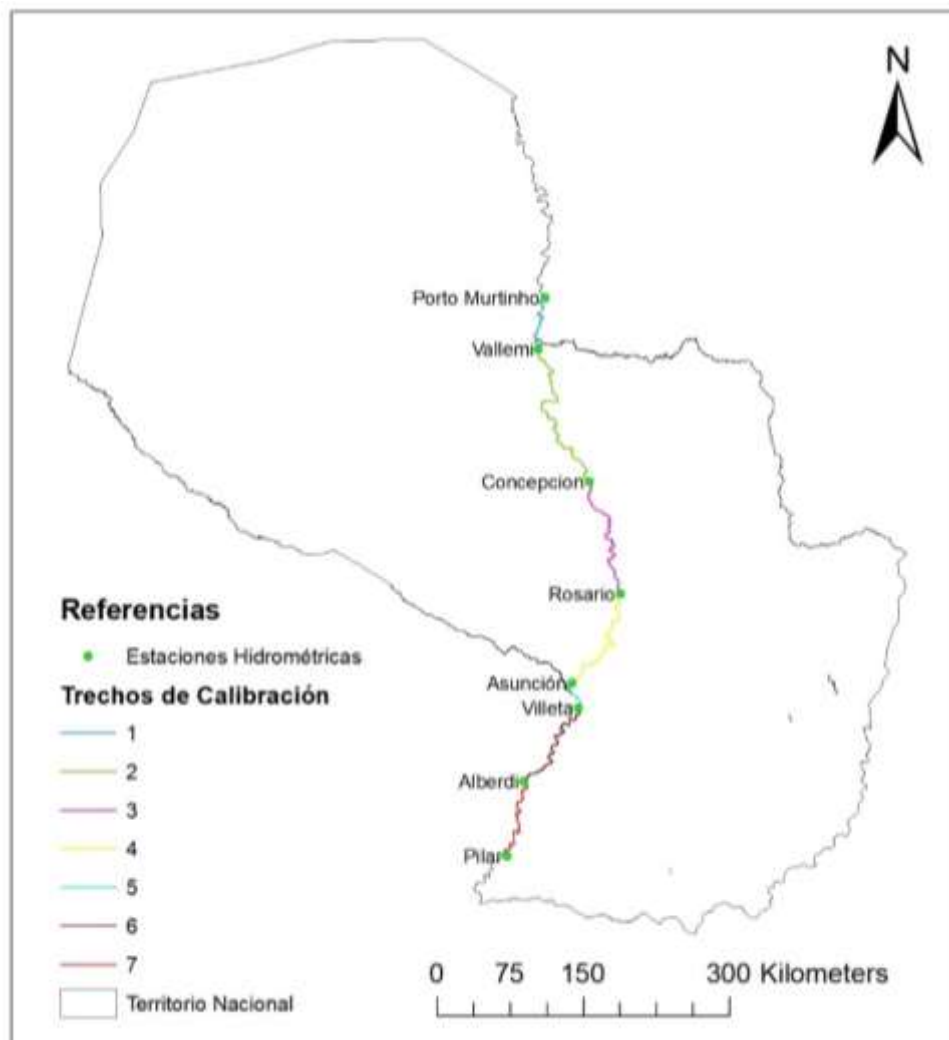 N
Porto Murtinho
Vallemi
Concepcion
Rosario
Asunción
Villeta
Alberdi
Pilar
Referencias
Estaciones Hidrométricas
Trechos de Calibración
1
2
3
4
5
6
7
Territorio Nacional
0 75 150 300 Kilometers